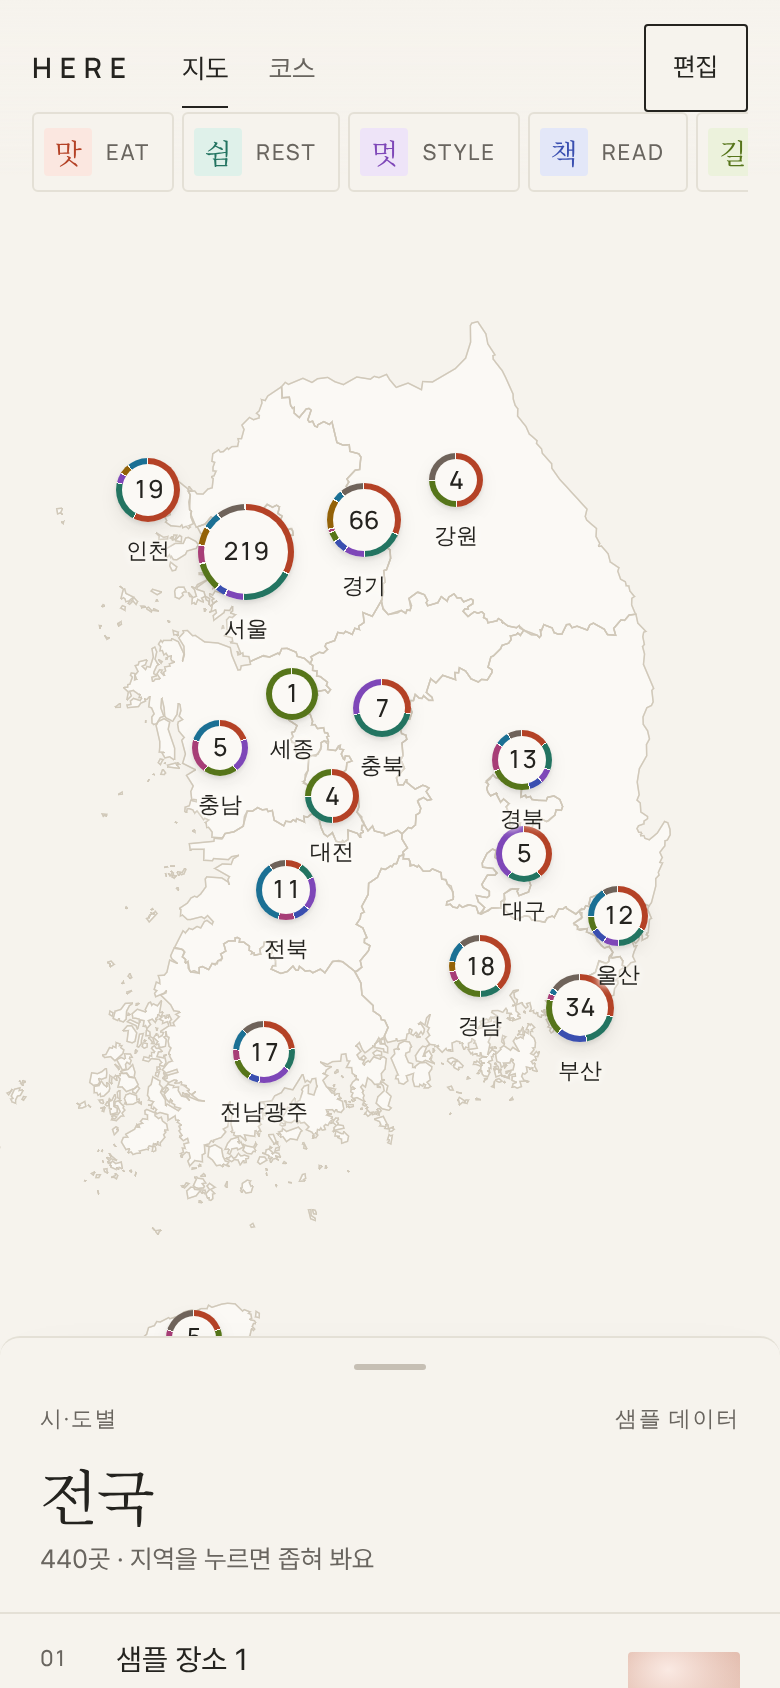 HERE 지도 코스 편집
맛 EAT 쉼 REST 멋 STYLE 책 READ 길
19
인천
219
서울
66
경기
4
강원
1
세종
7
충북
5
충남
4
대전
13
경북
5
대구
11
전북
12
울산
18
경남
34
부산
17
전남광주
5
시·도별 샘플 데이터
전국
440곳 · 지역을 누르면 좁혀 봐요
01 샘플 장소 1